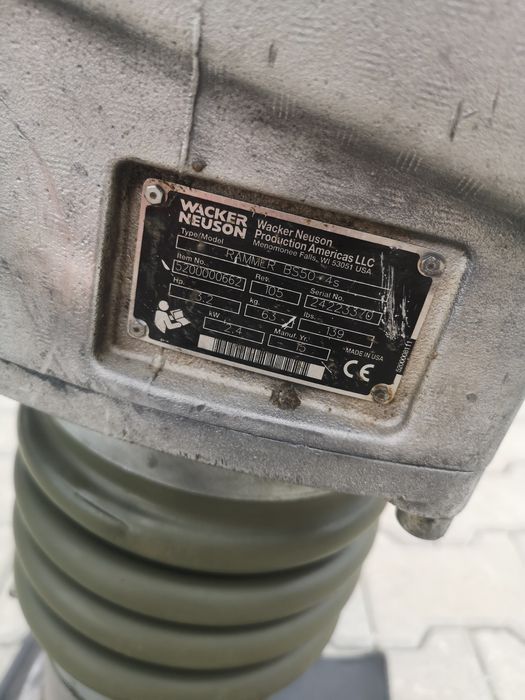 WACKER
NEUSON
Wacker Neuson
Production Americas LLC
Menomonee Falls, WI 53051 USA
Type/Model
RAMMER BS50-4s
Item No. Rev. Serial No.
5200000662 105 24223370
Hp. kg. lbs.
3.2 63 139
kW Manuf. Yr.
2.4 15
MADE IN USA
CE